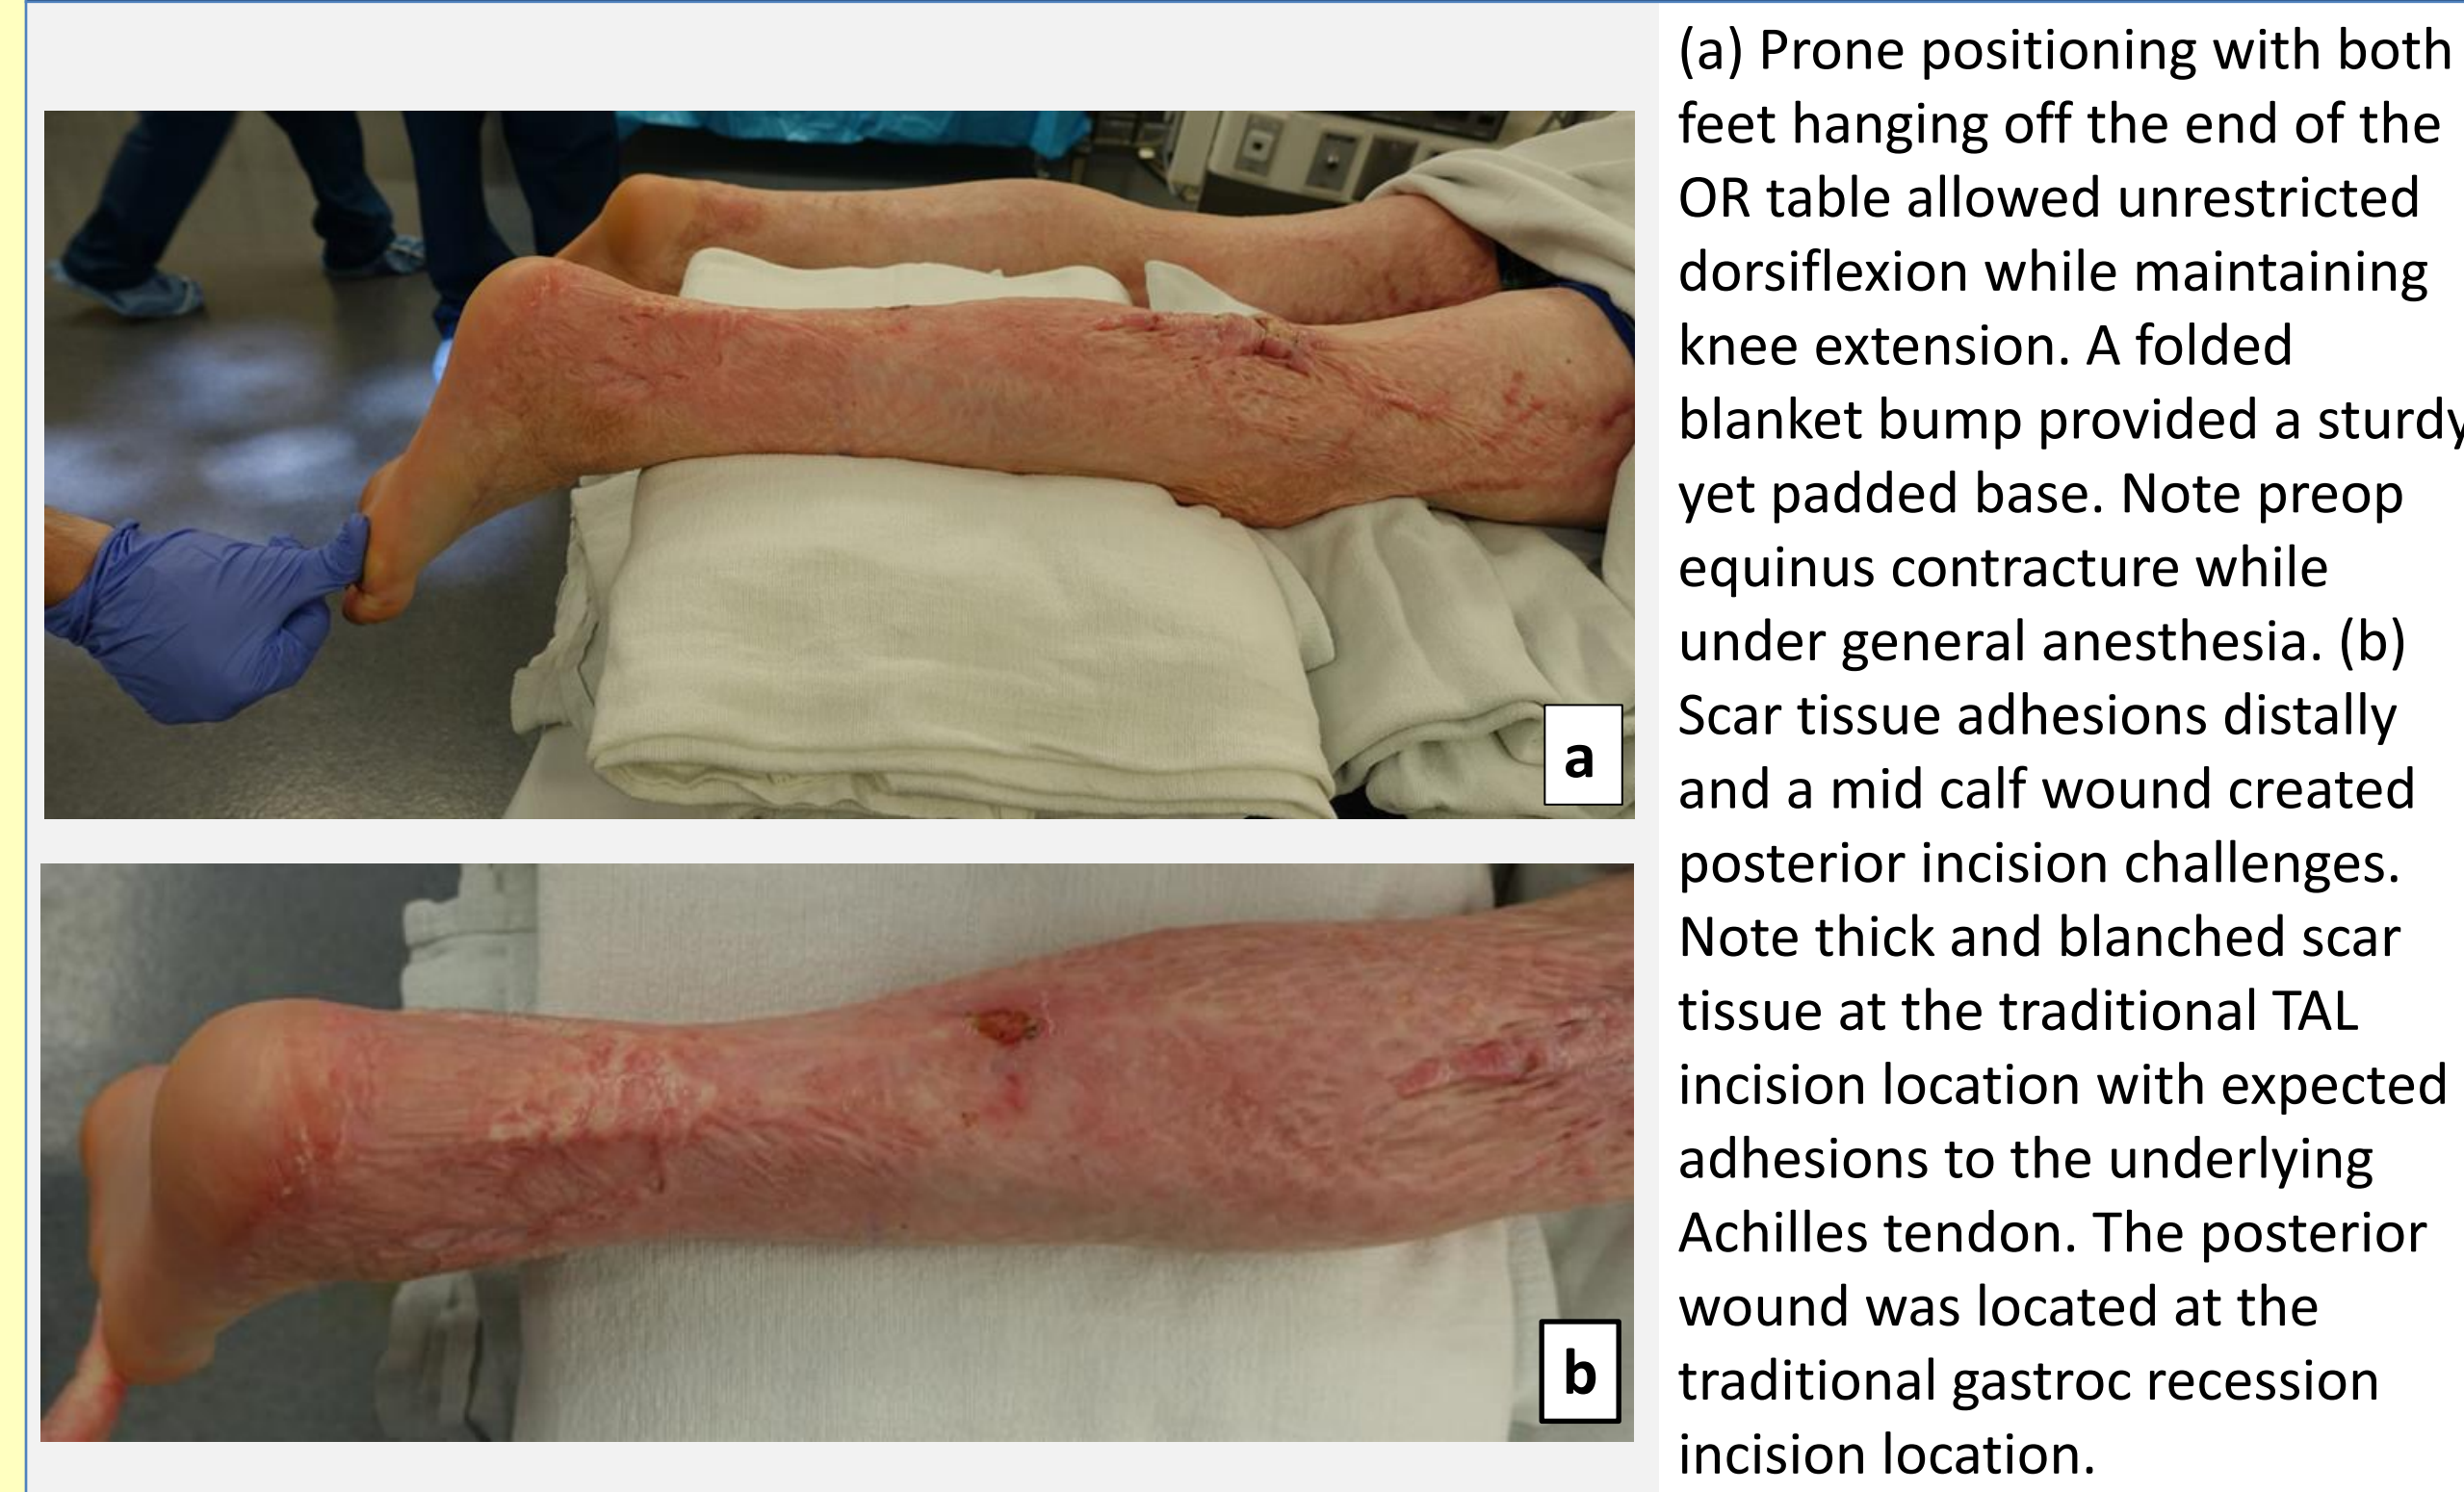 (a) Prone positioning with both
feet hanging off the end of the
OR table allowed unrestricted
dorsiflexion while maintaining
knee extension. A folded
blanket bump provided a sturdy
yet padded base. Note preop
equinus contracture while
under general anesthesia. (b)
Scar tissue adhesions distally
and a mid calf wound created
posterior incision challenges.
Note thick and blanched scar
tissue at the traditional TAL
incision location with expected
adhesions to the underlying
Achilles tendon. The posterior
wound was located at the
traditional gastroc recession
incision location.
a
b